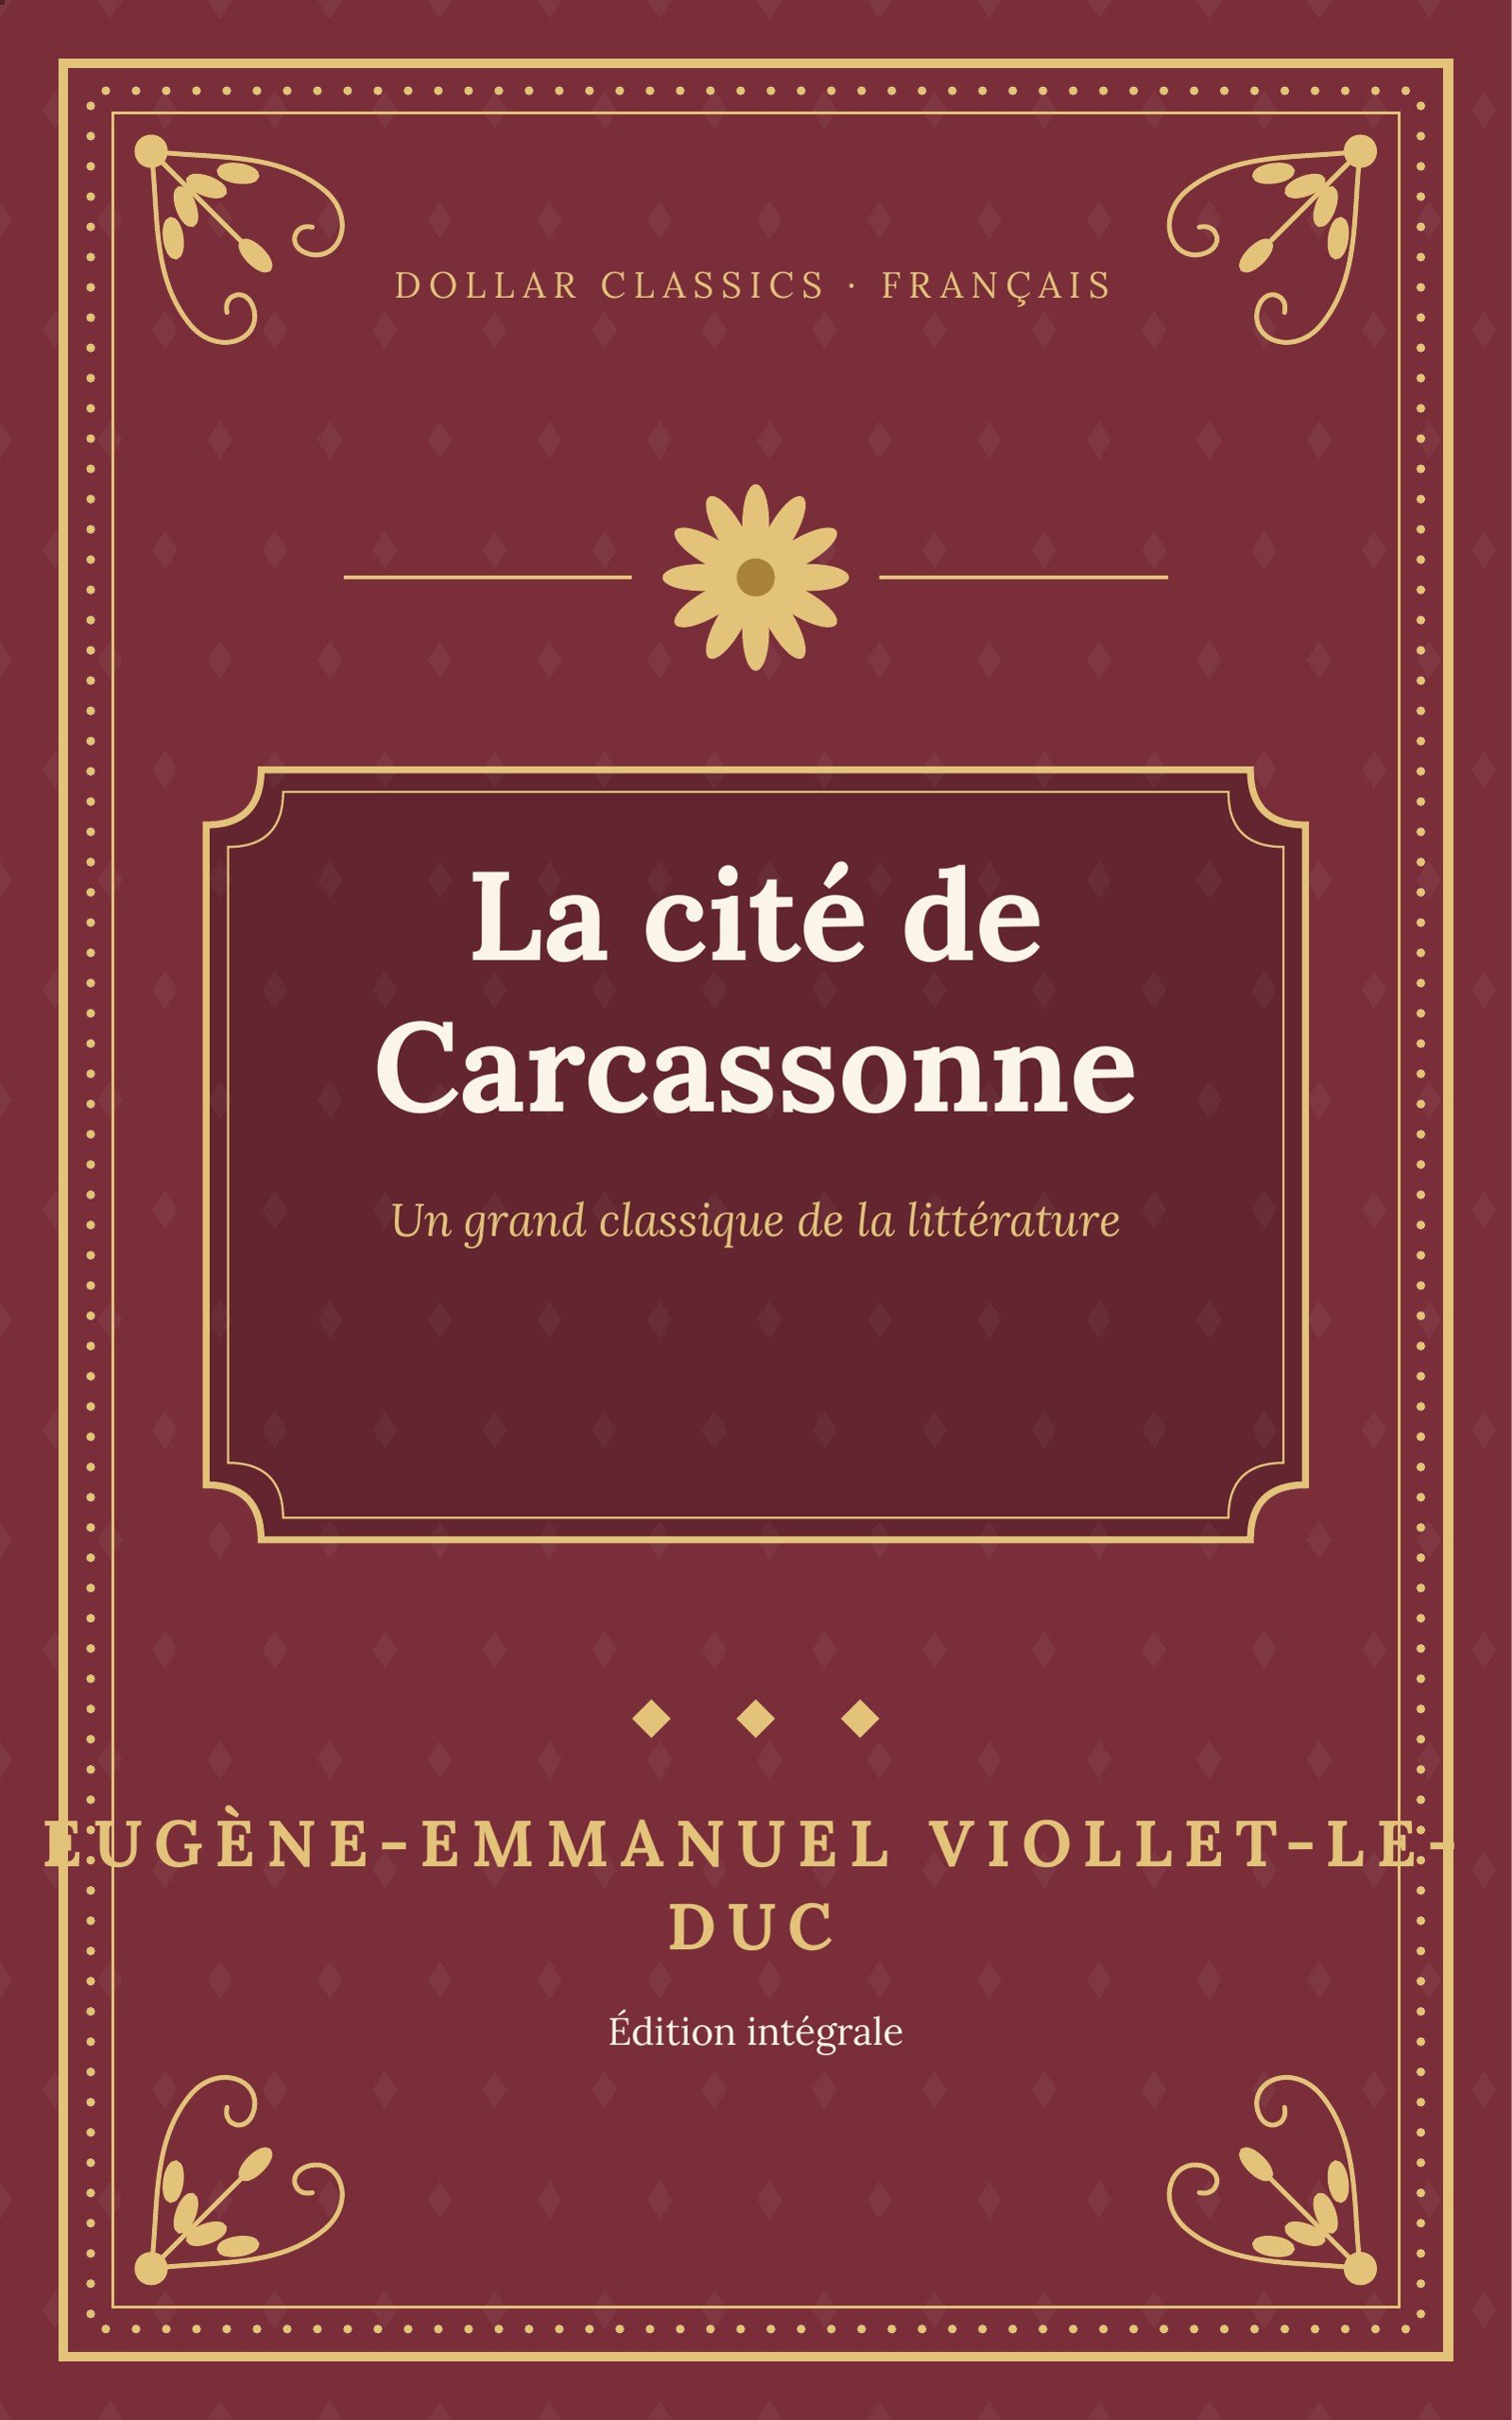 DOLLAR CLASSICS · FRANÇAIS
La cité de
Carcassonne
Un grand classique de la littérature
EUGÈNE-EMMANUEL VIOLLET-LE-
DUC
Édition intégrale